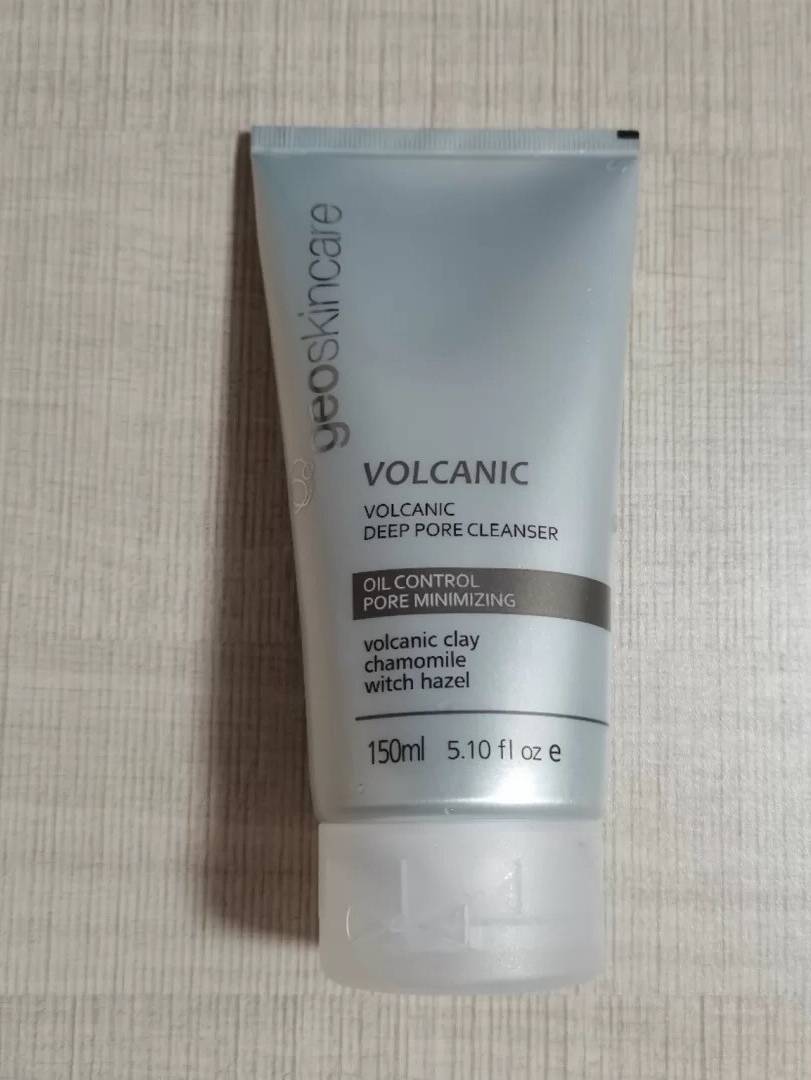 geoskincare
VOLCANIC
VOLCANIC
DEEP PORE CLEANSER
OIL CONTROL
PORE MINIMIZING
volcanic clay
chamomile
witch hazel
150ml 5.10 fl oz e